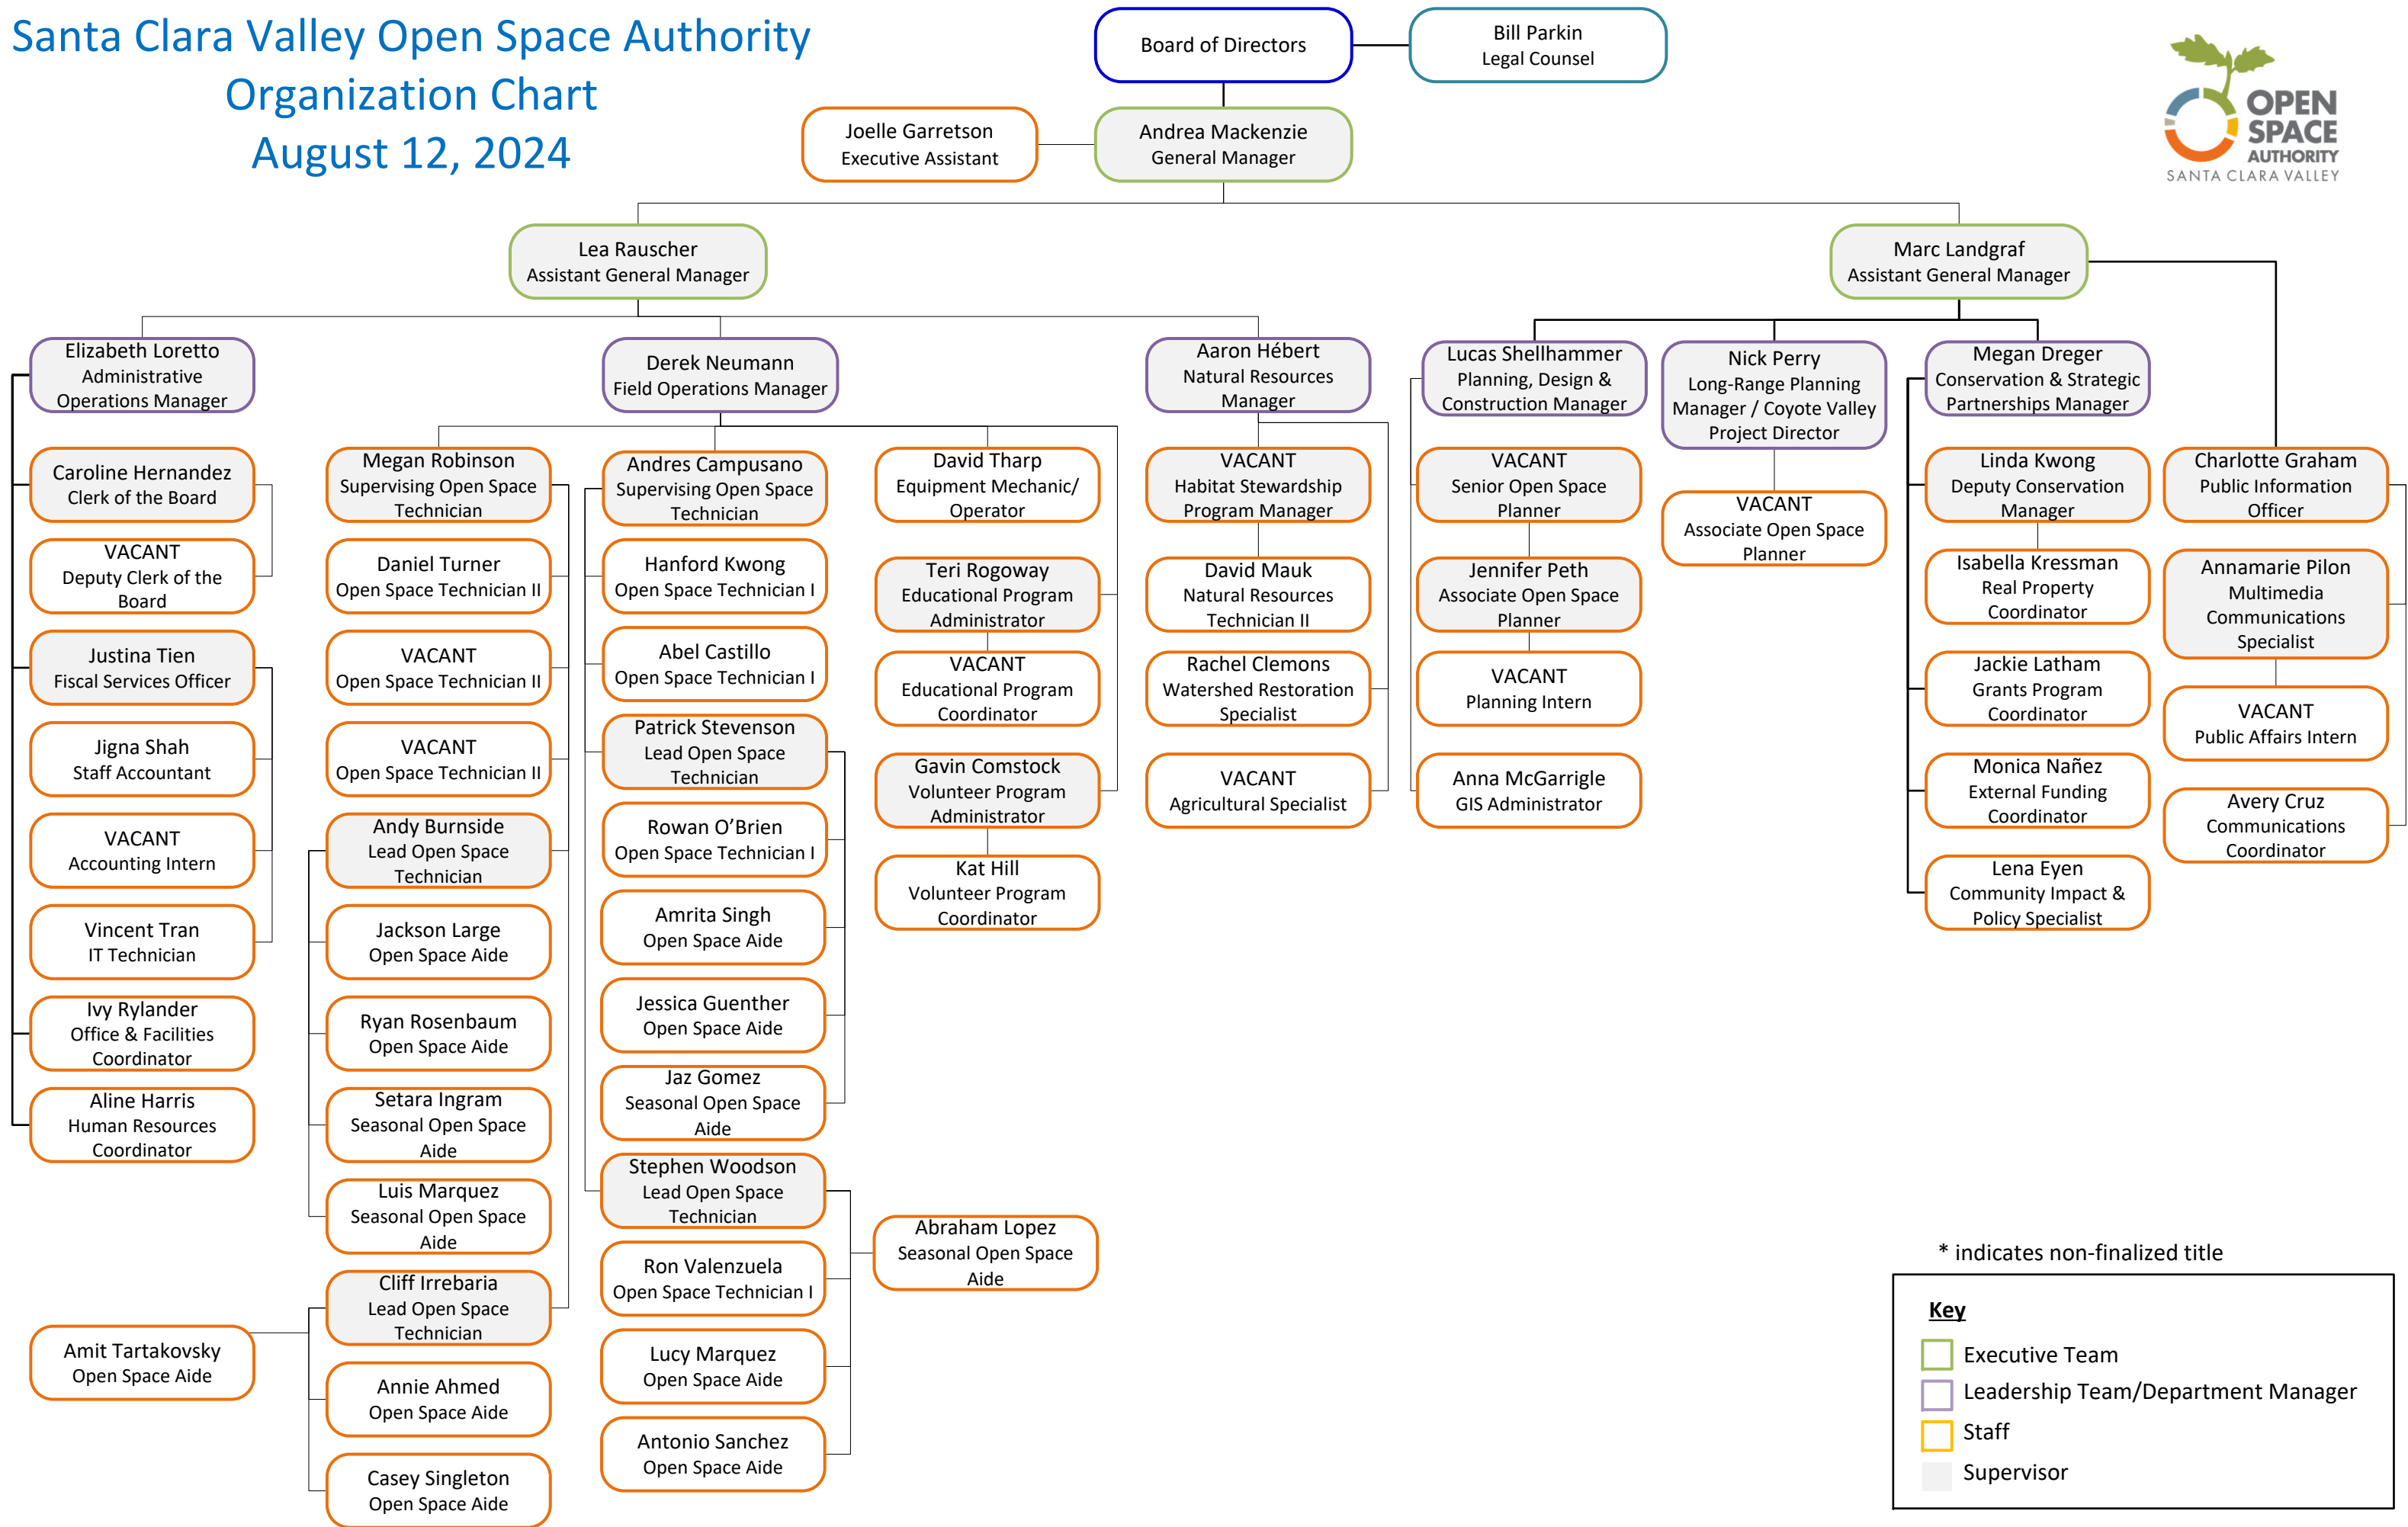 Santa Clara Valley Open Space Authority
Organization Chart
August 12, 2024
Board of Directors
Bill Parkin
Legal Counsel
OPEN
SPACE
AUTHORITY
SANTA CLARA VALLEY
Joelle Garretson
Executive Assistant
Andrea Mackenzie
General Manager
Lea Rauscher
Assistant General Manager
Marc Landgraf
Assistant General Manager
Elizabeth Loretto
Administrative
Operations Manager
Derek Neumann
Field Operations Manager
Aaron Hébert
Natural Resources
Manager
Lucas Shellhammer
Planning, Design &
Construction Manager
Nick Perry
Long-Range Planning
Manager / Coyote Valley
Project Director
Megan Dreger
Conservation & Strategic
Partnerships Manager
Caroline Hernandez
Clerk of the Board
VACANT
Deputy Clerk of the
Board
Justina Tien
Fiscal Services Officer
Jigna Shah
Staff Accountant
VACANT
Accounting Intern
Vincent Tran
IT Technician
Ivy Rylander
Office & Facilities
Coordinator
Aline Harris
Human Resources
Coordinator
Amit Tartakovsky
Open Space Aide
Megan Robinson
Supervising Open Space
Technician
Daniel Turner
Open Space Technician II
VACANT
Open Space Technician II
VACANT
Open Space Technician II
Andy Burnside
Lead Open Space
Technician
Jackson Large
Open Space Aide
Ryan Rosenbaum
Open Space Aide
Setara Ingram
Seasonal Open Space
Aide
Luis Marquez
Seasonal Open Space
Aide
Cliff Irrebaria
Lead Open Space
Technician
Annie Ahmed
Open Space Aide
Casey Singleton
Open Space Aide
Andres Campusano
Supervising Open Space
Technician
Hanford Kwong
Open Space Technician I
Abel Castillo
Open Space Technician I
Patrick Stevenson
Lead Open Space
Technician
Rowan O’Brien
Open Space Technician I
Amrita Singh
Open Space Aide
Jessica Guenther
Open Space Aide
Jaz Gomez
Seasonal Open Space
Aide
Stephen Woodson
Lead Open Space
Technician
Ron Valenzuela
Open Space Technician I
Lucy Marquez
Open Space Aide
Antonio Sanchez
Open Space Aide
David Tharp
Equipment Mechanic/
Operator
Teri Rogoway
Educational Program
Administrator
VACANT
Educational Program
Coordinator
Gavin Comstock
Volunteer Program
Administrator
Kat Hill
Volunteer Program
Coordinator
Abraham Lopez
Seasonal Open Space
Aide
VACANT
Habitat Stewardship
Program Manager
David Mauk
Natural Resources
Technician II
Rachel Clemons
Watershed Restoration
Specialist
VACANT
Agricultural Specialist
VACANT
Senior Open Space
Planner
Jennifer Peth
Associate Open Space
Planner
VACANT
Planning Intern
Anna McGarrigle
GIS Administrator
VACANT
Associate Open Space
Planner
Linda Kwong
Deputy Conservation
Manager
Isabella Kressman
Real Property
Coordinator
Jackie Latham
Grants Program
Coordinator
Monica Nañez
External Funding
Coordinator
Lena Eyen
Community Impact &
Policy Specialist
Charlotte Graham
Public Information
Officer
Annamarie Pilon
Multimedia
Communications
Specialist
VACANT
Public Affairs Intern
Avery Cruz
Communications
Coordinator
* indicates non-finalized title
Key
Executive Team
Leadership Team/Department Manager
Staff
Supervisor